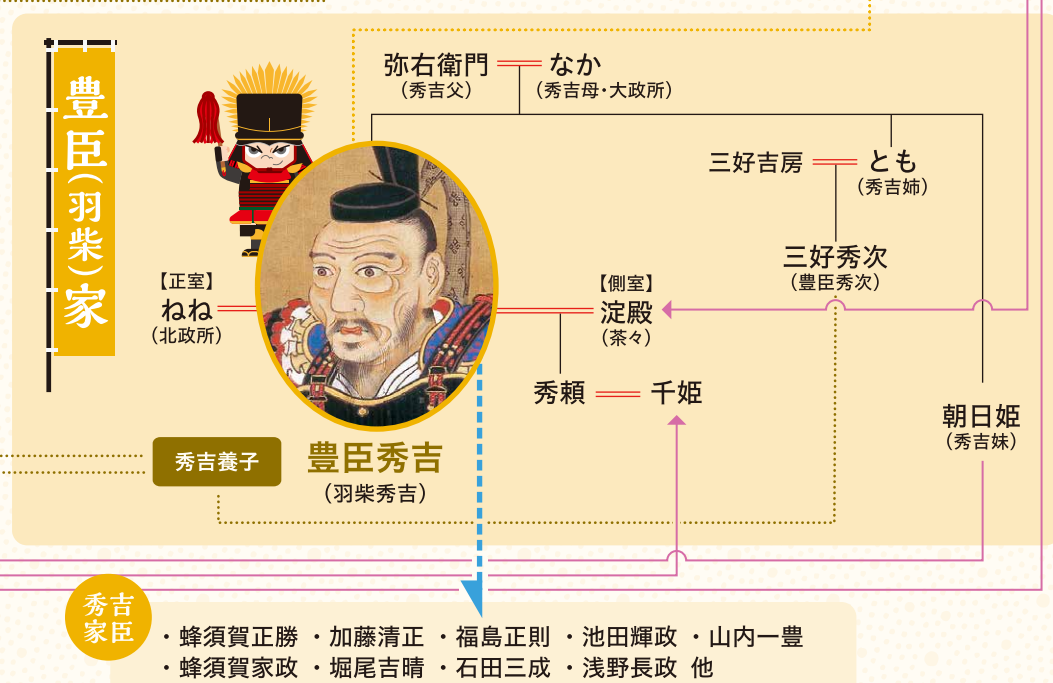 豊臣(羽柴)家
弥右衛門
(秀吉父)
なか
(秀吉母・大政所)
三好吉房
とも
(秀吉姉)
三好秀次
(豊臣秀次)
【正室】
ねね
(北政所)
【側室】
淀殿
(茶々)
秀頼
千姫
朝日姫
(秀吉妹)
秀吉養子
豊臣秀吉
(羽柴秀吉)
秀吉
家臣
・蜂須賀正勝 ・加藤清正 ・福島正則 ・池田輝政 ・山内一豊
・蜂須賀家政 ・堀尾吉晴 ・石田三成 ・浅野長政 他